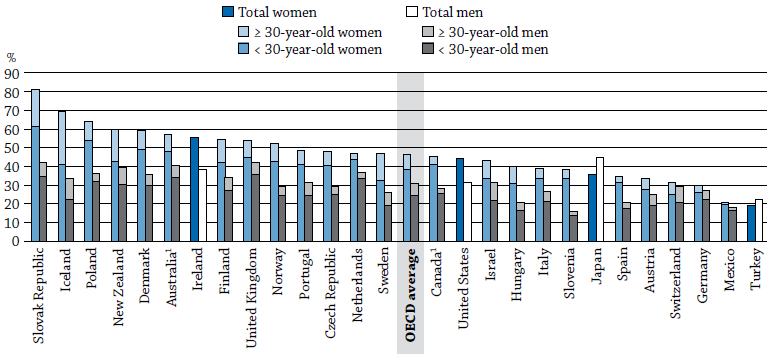 Total women
Total men
≥ 30-year-old women
≥ 30-year-old men
< 30-year-old women
< 30-year-old men
%
90
80
70
60
50
40
30
20
10
0
Slovak Republic
Iceland
Poland
New Zealand
Denmark
Australia¹
Ireland
Finland
United Kingdom
Norway
Portugal
Czech Republic
Netherlands
Sweden
OECD average
Canada¹
United States
Israel
Hungary
Italy
Slovenia
Japan
Spain
Austria
Switzerland
Germany
Mexico
Turkey